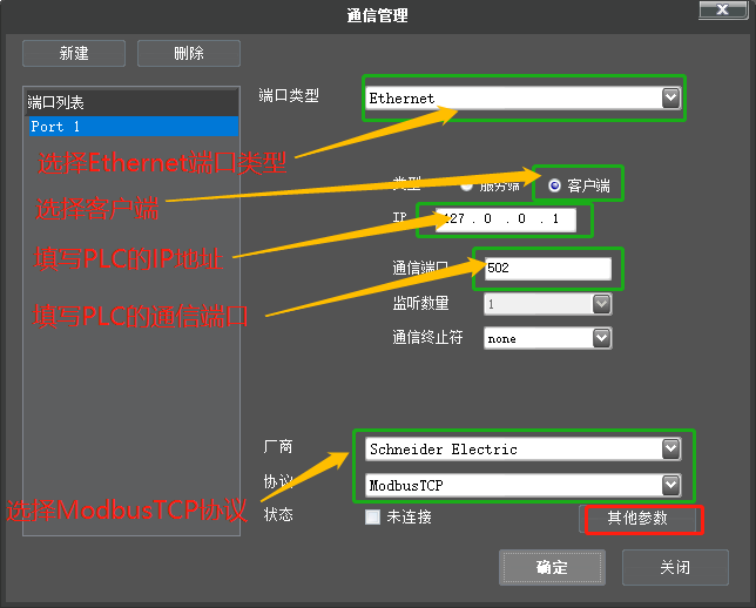 通信管理
X
新建
删除
端口列表
Port 1
端口类型
Ethernet
选择Ethernet端口类型
类型
服务端
客户端
选择客户端
IP
127 . 0 . 0 . 1
填写PLC的IP地址
通信端口
502
监听数量
1
填写PLC的通信端口
通信终止符
none
厂商
Schneider Electric
协议
ModbusTCP
选择ModbusTCP协议
状态
未连接
其他参数
确定
关闭